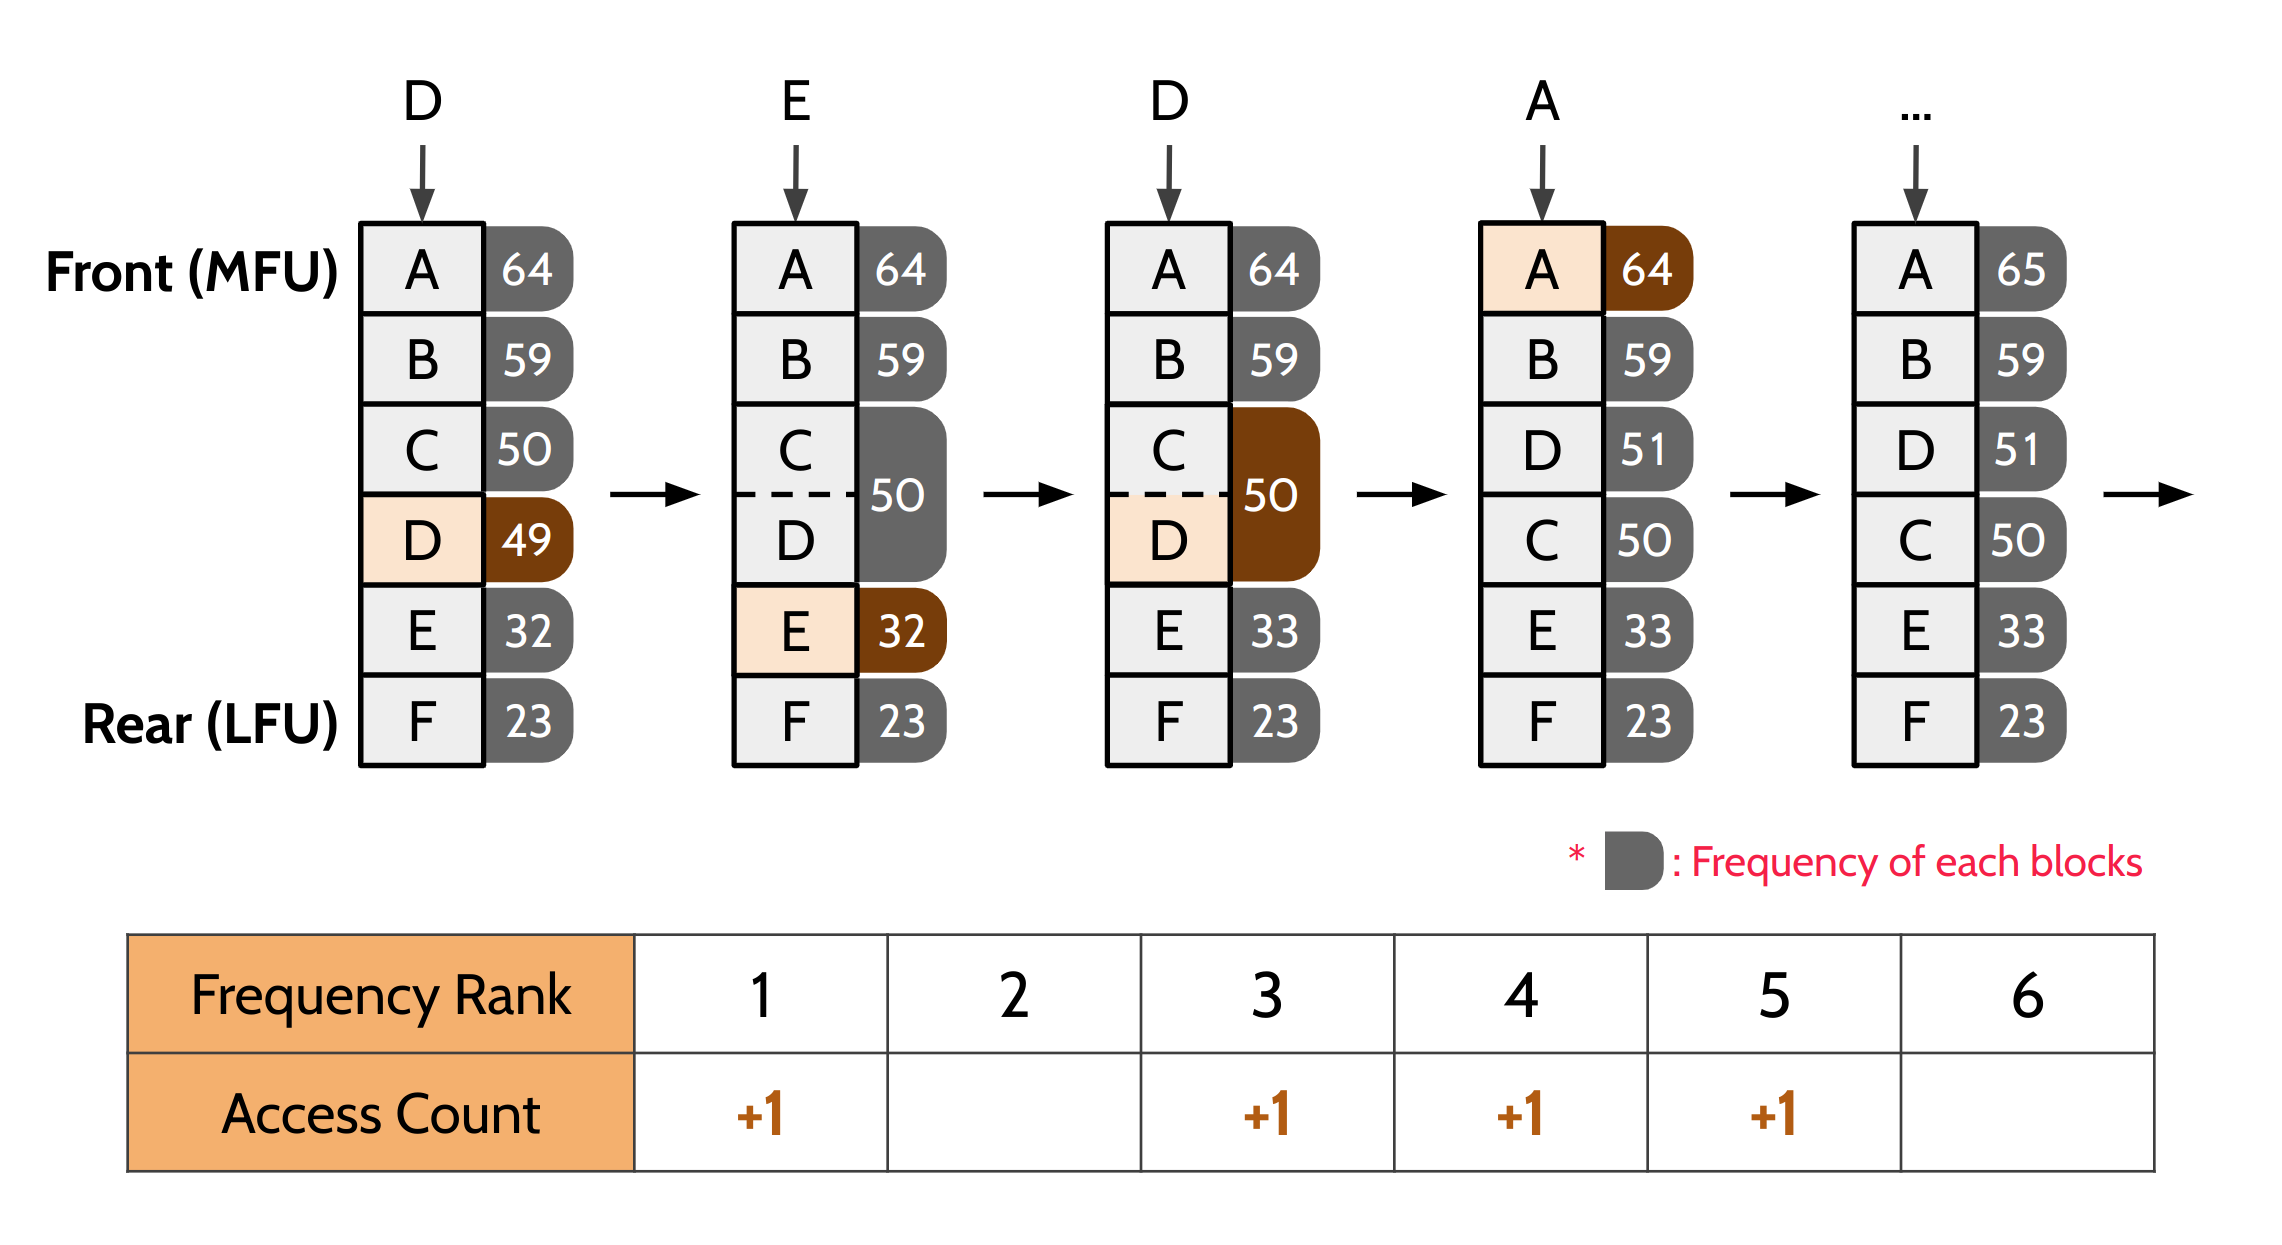 D E D A ...
Front (MFU) A 64 A 64 A 64 A 64 A 65
B 59 B 59 B 59 B 59 B 59
C 50 C C D 51 D 51
50 50
D 49 D D C 50 C 50
E 32 E 32 E 33 E 33 E 33
Rear (LFU) F 23 F 23 F 23 F 23 F 23
* : Frequency of each blocks
Frequency Rank 1 2 3 4 5 6
Access Count +1 +1 +1 +1